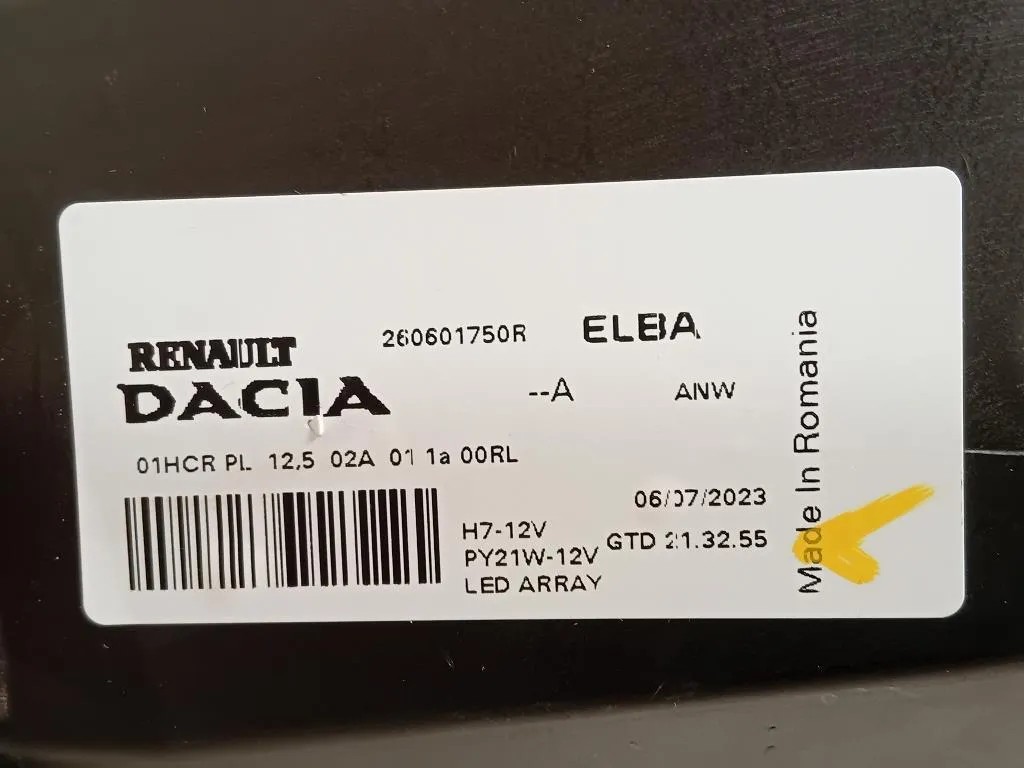 260601750R ELBA
RENAULT
DACIA
--A ANW
01HCR PL 12,5 02A 01 1a 00RL
06/07/2023
H7-12V
PY21W-12V GTD 21.32.55
LED ARRAY
Made In Romania